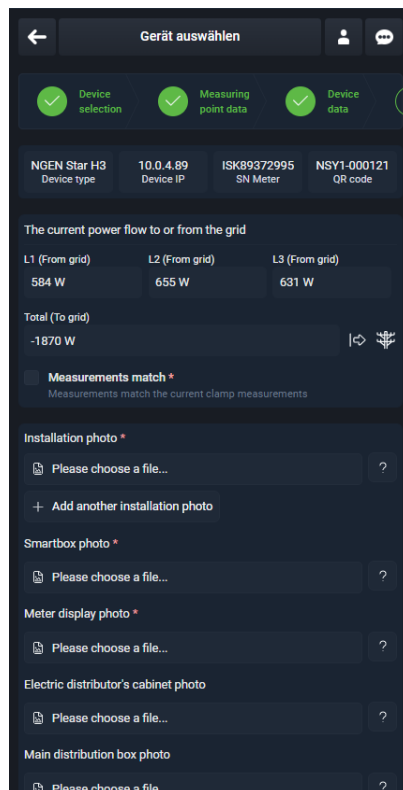 Gerät auswählen
Device selection
Measuring point data
Device data
NGEN Star H3
Device type
10.0.4.89
Device IP
ISK89372995
SN Meter
NSY1-000121
QR code
The current power flow to or from the grid
L1 (From grid)
L2 (From grid)
L3 (From grid)
584 W
655 W
631 W
Total (To grid)
-1870 W
Measurements match *
Measurements match the current clamp measurements
Installation photo *
Please choose a file...
?
+ Add another installation photo
Smartbox photo *
Please choose a file...
?
Meter display photo *
Please choose a file...
?
Electric distributor's cabinet photo
Please choose a file...
?
Main distribution box photo
Please choose a file...
?